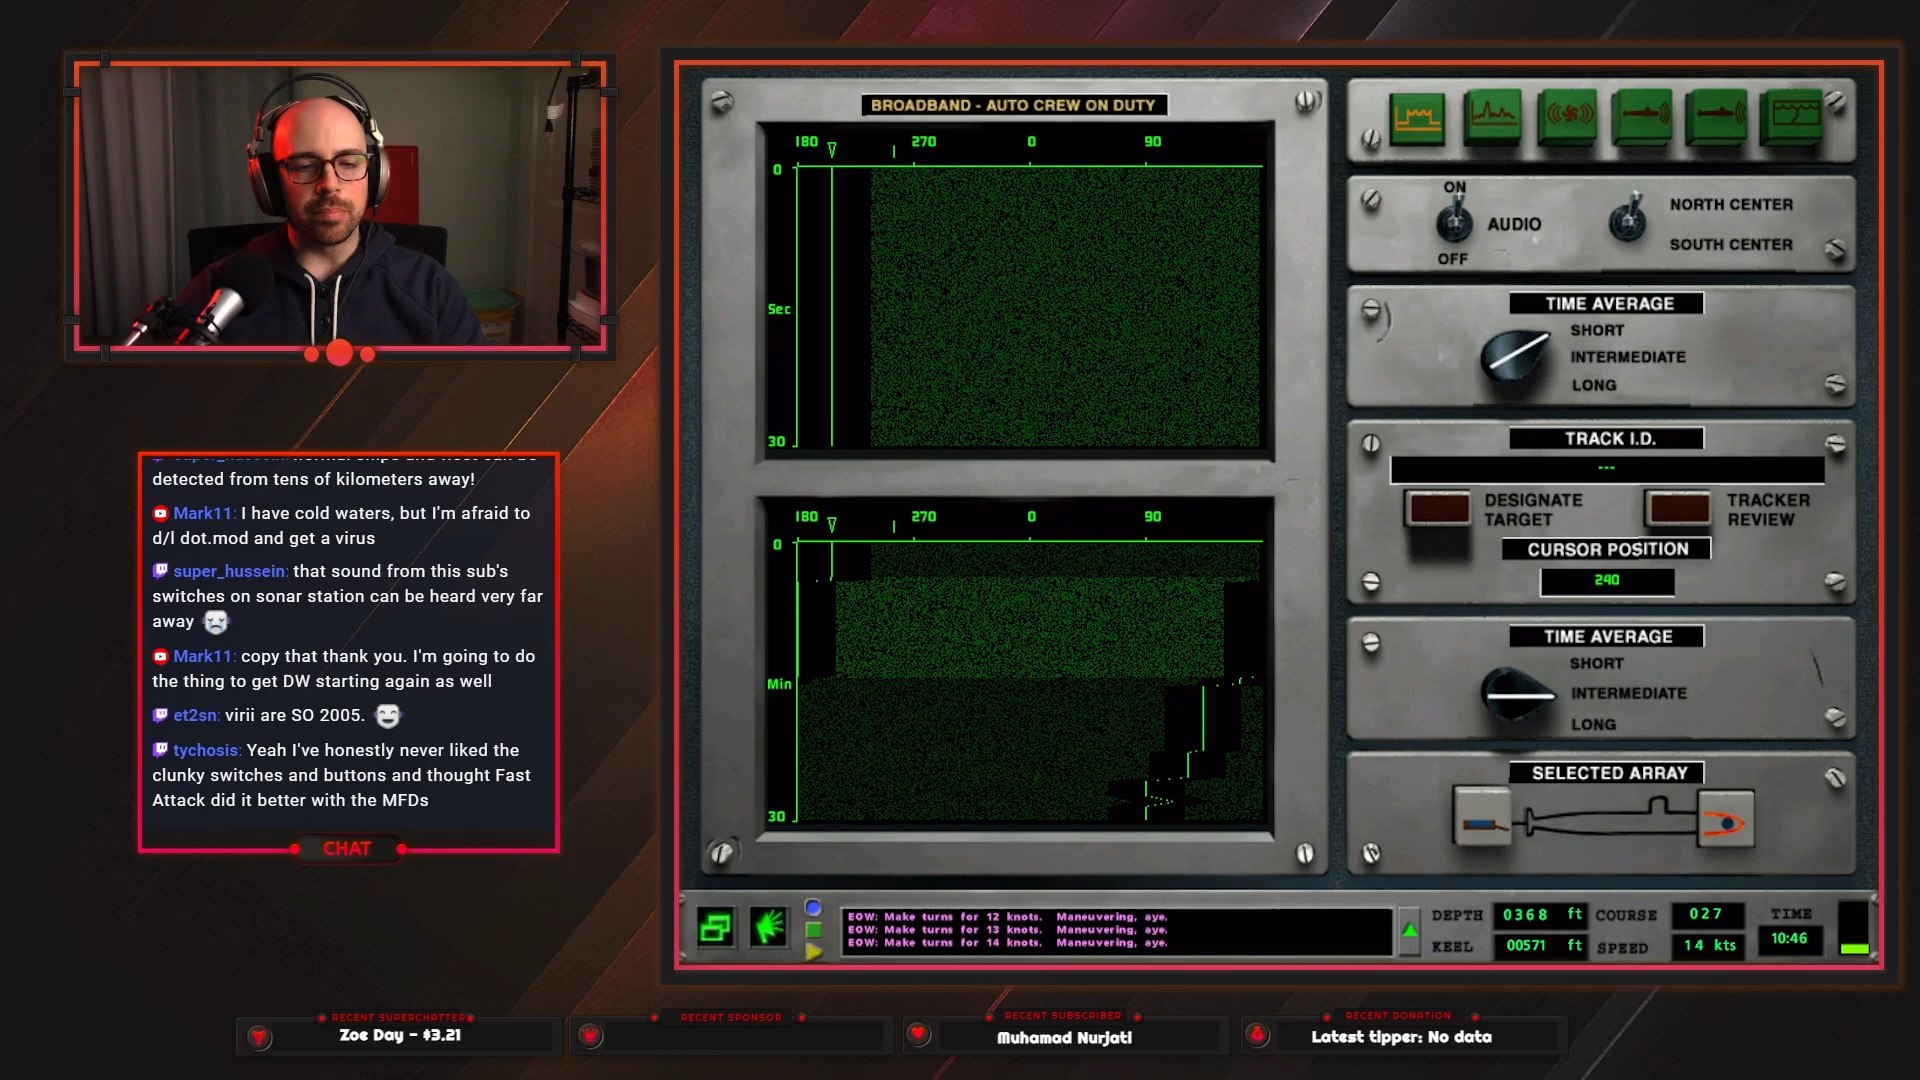 BROADBAND - AUTO CREW ON DUTY
180 270 0 90
0
Sec
30
180 270 0 90
0
Min
30
ON
AUDIO
OFF
NORTH CENTER
SOUTH CENTER
TIME AVERAGE
SHORT
INTERMEDIATE
LONG
TRACK I.D.
---
DESIGNATE
TARGET
TRACKER
REVIEW
CURSOR POSITION
240
TIME AVERAGE
SHORT
INTERMEDIATE
LONG
SELECTED ARRAY
detected from tens of kilometers away!
Mark11: I have cold waters, but I'm afraid to
d/l dot.mod and get a virus
super_hussein: that sound from this sub's
switches on sonar station can be heard very far
away
Mark11: copy that thank you. I'm going to do
the thing to get DW starting again as well
et2sn: virii are SO 2005.
tychosis: Yeah I've honestly never liked the
clunky switches and buttons and thought Fast
Attack did it better with the MFDs
CHAT
EOW: Make turns for 12 knots. Maneuvering, aye.
EOW: Make turns for 13 knots. Maneuvering, aye.
EOW: Make turns for 14 knots. Maneuvering, aye.
DEPTH 0368 ft COURSE 027 TIME
KEEL 00571 ft SPEED 14 kts 10:46
RECENT SUPERCHATTER
Zoe Day - $3.21
RECENT SPONSOR
RECENT SUBSCRIBER
Muhamad Nurjati
RECENT DONATION
Latest tipper: No data